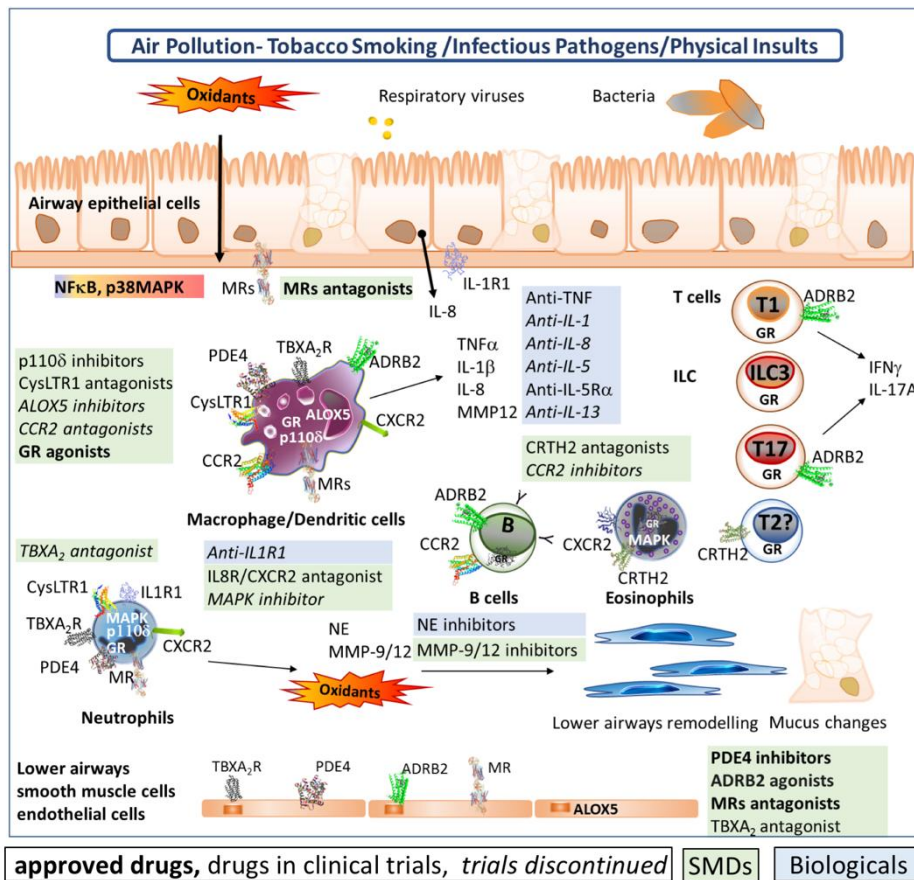 Air Pollution- Tobacco Smoking /Infectious Pathogens/Physical Insults
Oxidants
Respiratory viruses
Bacteria
Airway epithelial cells
NFκB, p38MAPK
MRs
MRs antagonists
IL-8
IL-1R1
p110δ inhibitors
CysLTR1 antagonists
ALOX5 inhibitors
CCR2 antagonists
GR agonists
PDE4
TBXA₂R
ADRB2
CysLTR1
ALOX5
GR
p110δ
CXCR2
CCR2
MRs
Macrophage/Dendritic cells
TNFα
IL-1β
IL-8
MMP12
Anti-TNF
Anti-IL-1
Anti-IL-8
Anti-IL-5
Anti-IL-5Rα
Anti-IL-13
CRTH2 antagonists
CCR2 inhibitors
T cells
T1
GR
ADRB2
ILC
ILC3
GR
IFNγ
IL-17A
T17
GR
ADRB2
T2?
GR
CRTH2
ADRB2
B
GR
CCR2
B cells
GR
MAPK
CXCR2
CRTH2
Eosinophils
TBXA₂ antagonist
Anti-IL1R1
IL8R/CXCR2 antagonist
MAPK inhibitor
CysLTR1
IL1R1
MAPK
p110δ
TBXA₂R
GR
CXCR2
PDE4
MR
Neutrophils
NE
MMP-9/12
Oxidants
NE inhibitors
MMP-9/12 inhibitors
Lower airways remodelling
Mucus changes
Lower airways
smooth muscle cells
endothelial cells
TBXA₂R
PDE4
ADRB2
MR
ALOX5
PDE4 inhibitors
ADRB2 agonists
MRs antagonists
TBXA₂ antagonist
approved drugs, drugs in clinical trials, trials discontinued
SMDs
Biologicals